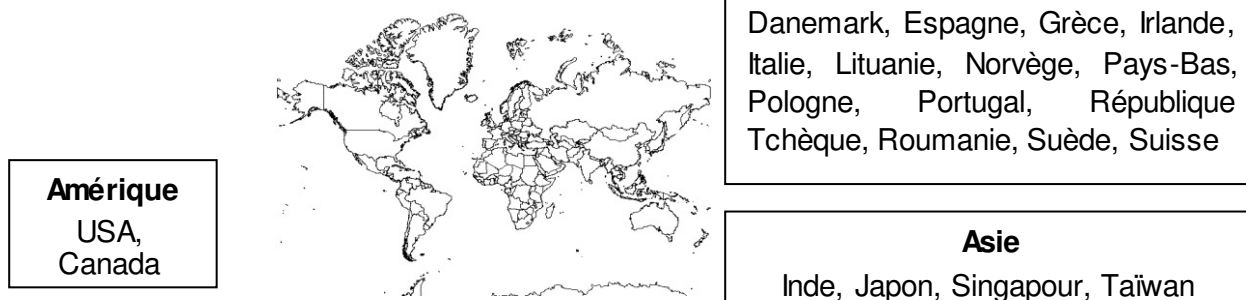 Danemark, Espagne, Grèce, Irlande,
Italie, Lituanie, Norvège, Pays-Bas,
Pologne, Portugal, République
Tchèque, Roumanie, Suède, Suisse
Amérique
USA,
Canada
Asie
Inde, Japon, Singapour, Taïwan